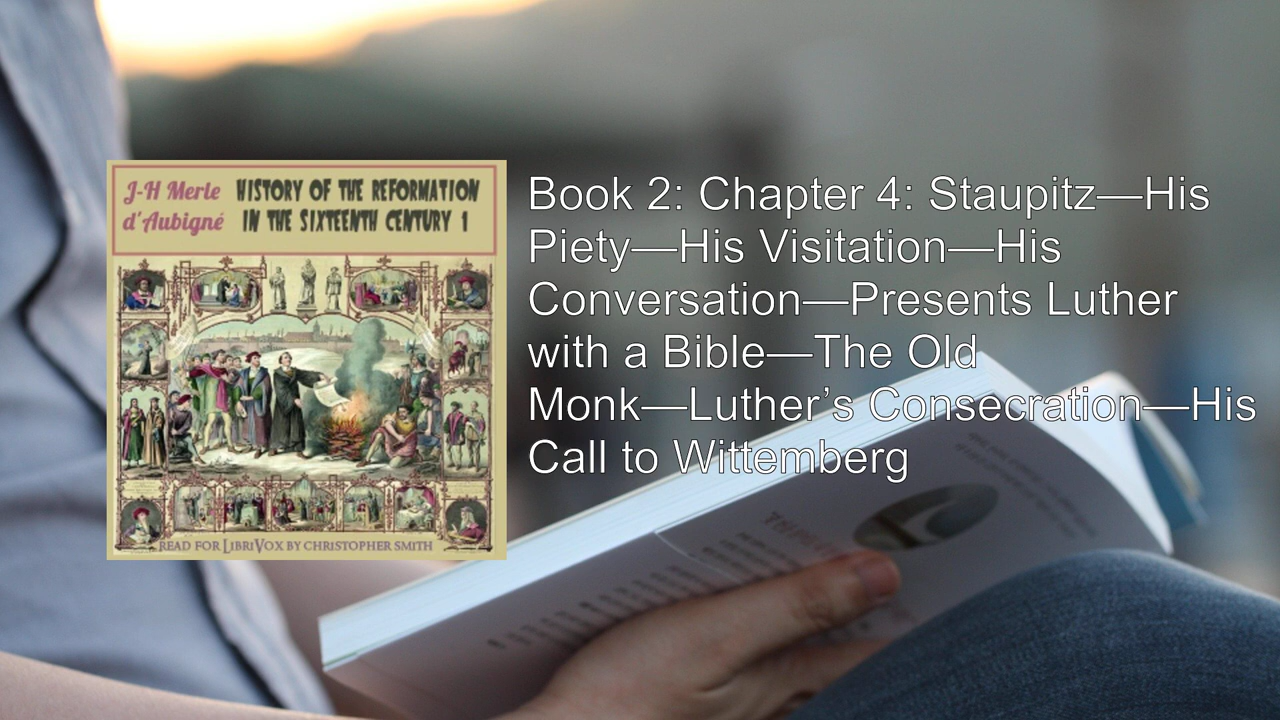 J-H Merle
d'Aubigné
HISTORY OF THE REFORMATION
IN THE SIXTEENTH CENTURY 1
READ FOR LIBRIVOX BY CHRISTOPHER SMITH
Book 2: Chapter 4: Staupitz—His
Piety—His Visitation—His
Conversation—Presents Luther
with a Bible—The Old
Monk—Luther’s Consecration—His
Call to Wittemberg